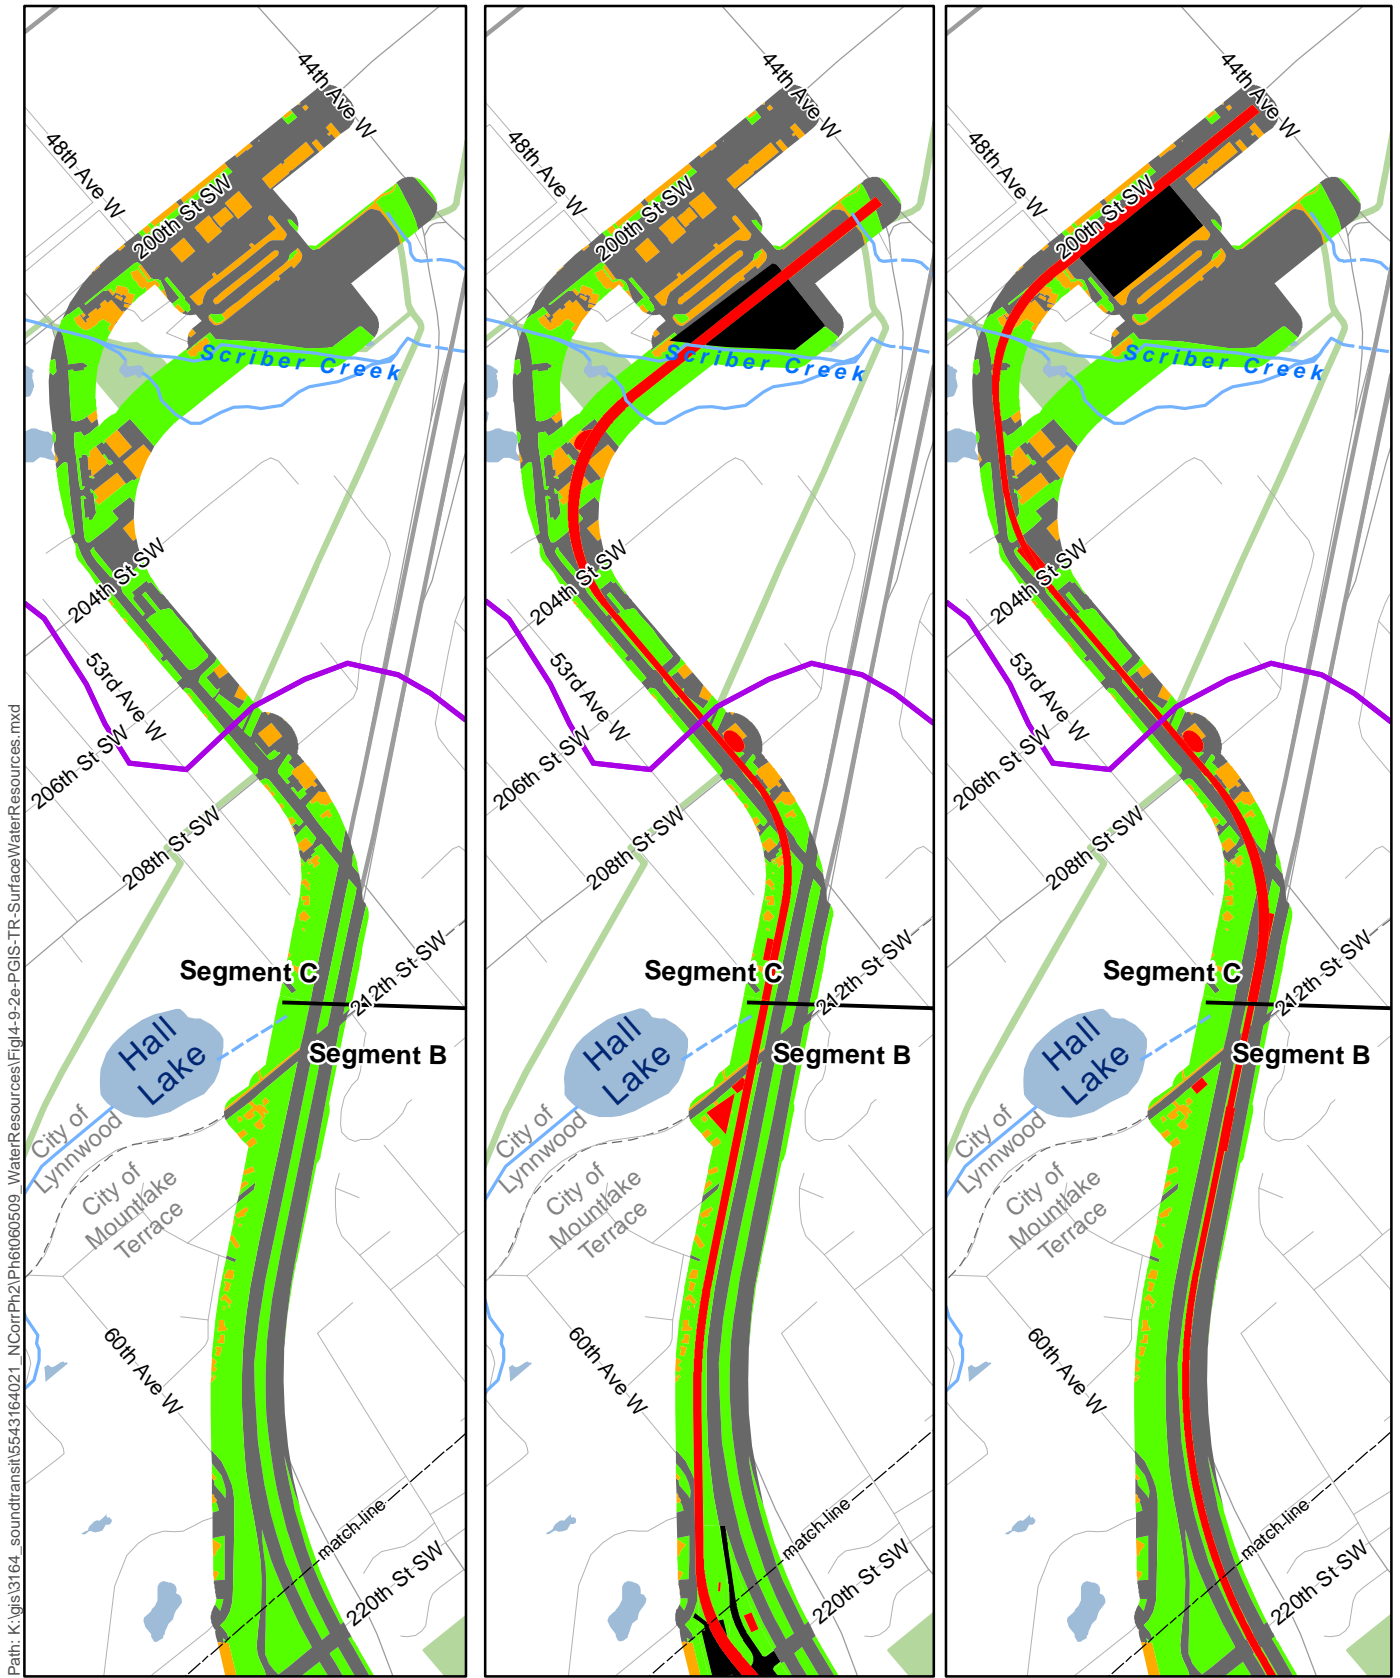 Path: K:\gis\3164_soundtransit\5543164021_NCorrPh2\Ph6t060509_WaterResources\Figl4-9-2e-PGIS-TR-SurfaceWaterResources.mxd
44th Ave W
48th Ave W
200th St SW
Scriber Creek
204th St SW
53rd Ave W
206th St SW
208th St SW
Segment C
212th St SW
Hall
Lake
Segment B
City of
Lynnwood
City of
Mountlake
Terrace
60th Ave W
match-line
220th St SW
44th Ave W
48th Ave W
200th St SW
Scriber Creek
204th St SW
53rd Ave W
206th St SW
208th St SW
Segment C
212th St SW
Hall
Lake
Segment B
City of
Lynnwood
City of
Mountlake
Terrace
60th Ave W
match-line
220th St SW
44th Ave W
48th Ave W
200th St SW
Scriber Creek
204th St SW
53rd Ave W
206th St SW
208th St SW
Segment C
212th St SW
Hall
Lake
Segment B
City of
Lynnwood
City of
Mountlake
Terrace
60th Ave W
match-line
220th St SW